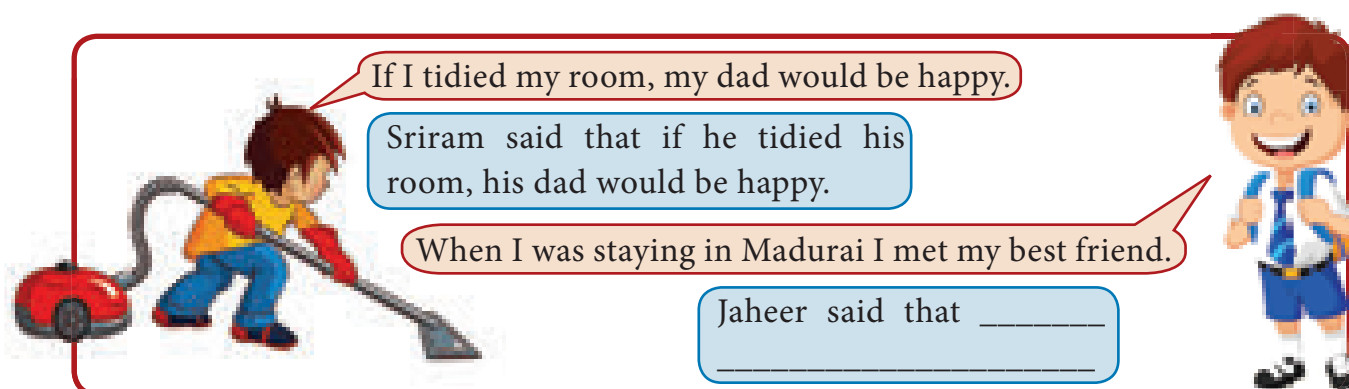 If I tidied my room, my dad would be happy.
Sriram said that if he tidied his
room, his dad would be happy.
When I was staying in Madurai I met my best friend.
Jaheer said that _______
_____________________